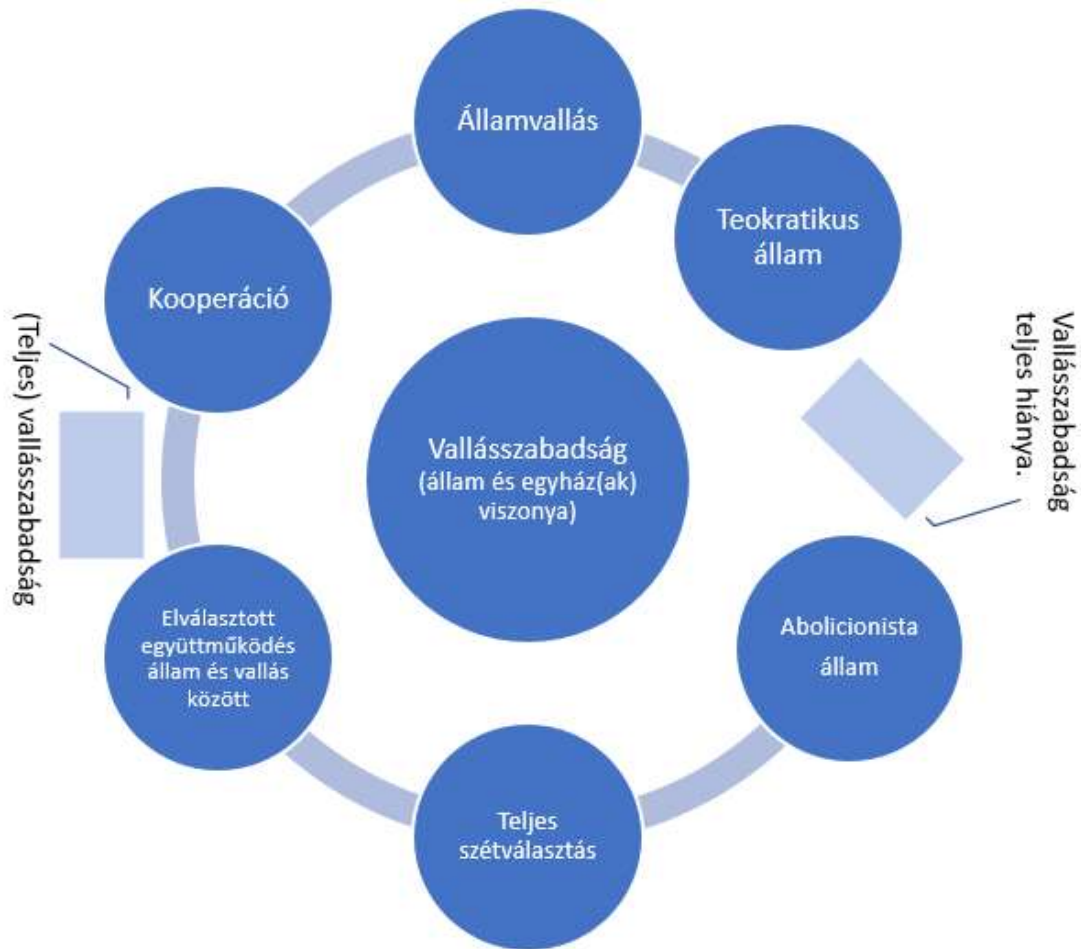 Államvallás
Teokratikus
állam
Kooperáció
Vallásszabadság
teljes hiánya.
(Teljes) vallásszabadság
Vallásszabadság
(állam és egyház(ak)
viszonya)
Elválasztott
együttműködés
állam és vallás
között
Abolicionista
állam
Teljes
szétválasztás